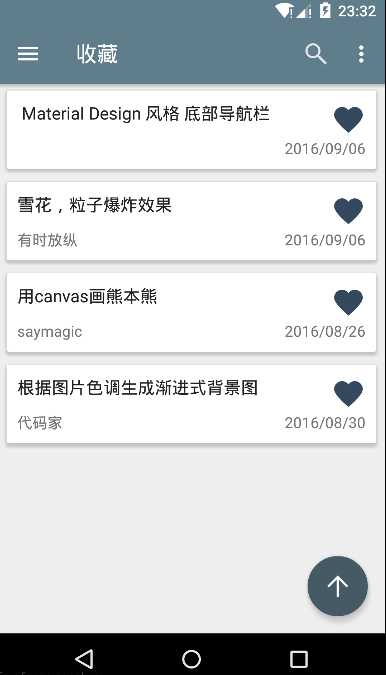 23:32
收藏
Material Design 风格 底部导航栏
2016/09/06
雪花，粒子爆炸效果
有时放纵 2016/09/06
用canvas画熊本熊
saymagic 2016/08/26
根据图片色调生成渐进式背景图
代码家 2016/08/30